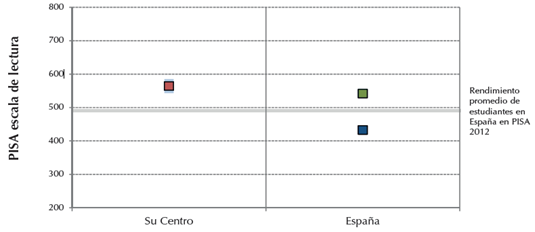 800
700
600
500
400
300
200
PISA escala de lectura
Su Centro
España
Rendimiento
promedio de
estudiantes en
España en PISA
2012